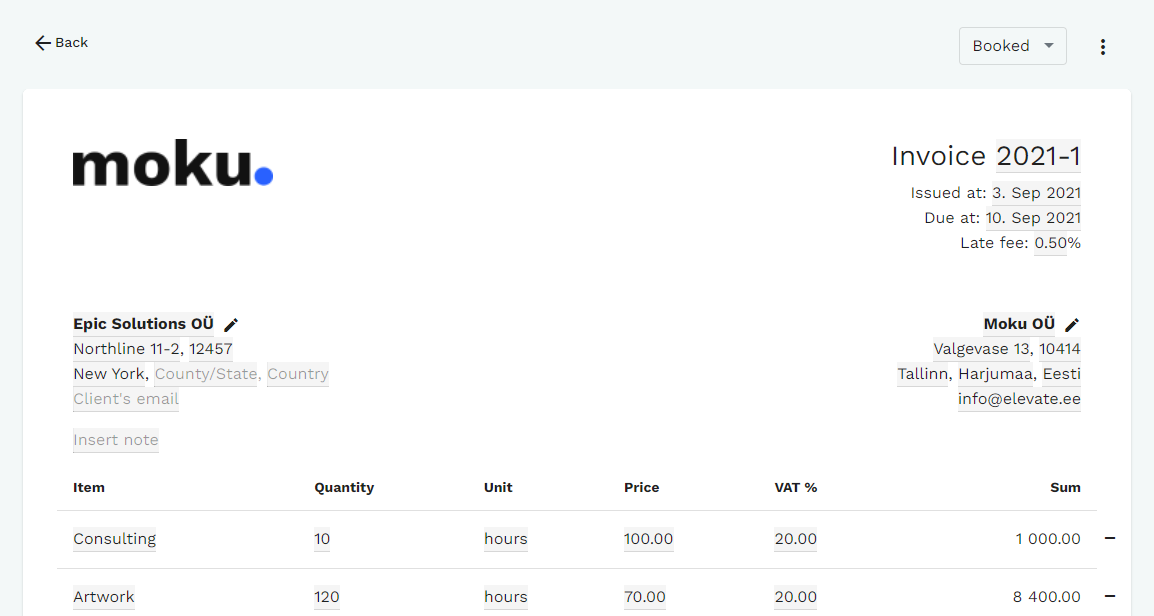 Back
Booked
moku.
Invoice 2021-1
Issued at: 3. Sep 2021
Due at: 10. Sep 2021
Late fee: 0.50%
Epic Solutions OÜ
Northline 11-2, 12457
New York, County/State, Country
Client's email
Moku OÜ
Valgevase 13, 10414
Tallinn, Harjumaa, Eesti
info@elevate.ee
Insert note
Item Quantity Unit Price VAT % Sum
Consulting 10 hours 100.00 20.00 1 000.00
Artwork 120 hours 70.00 20.00 8 400.00